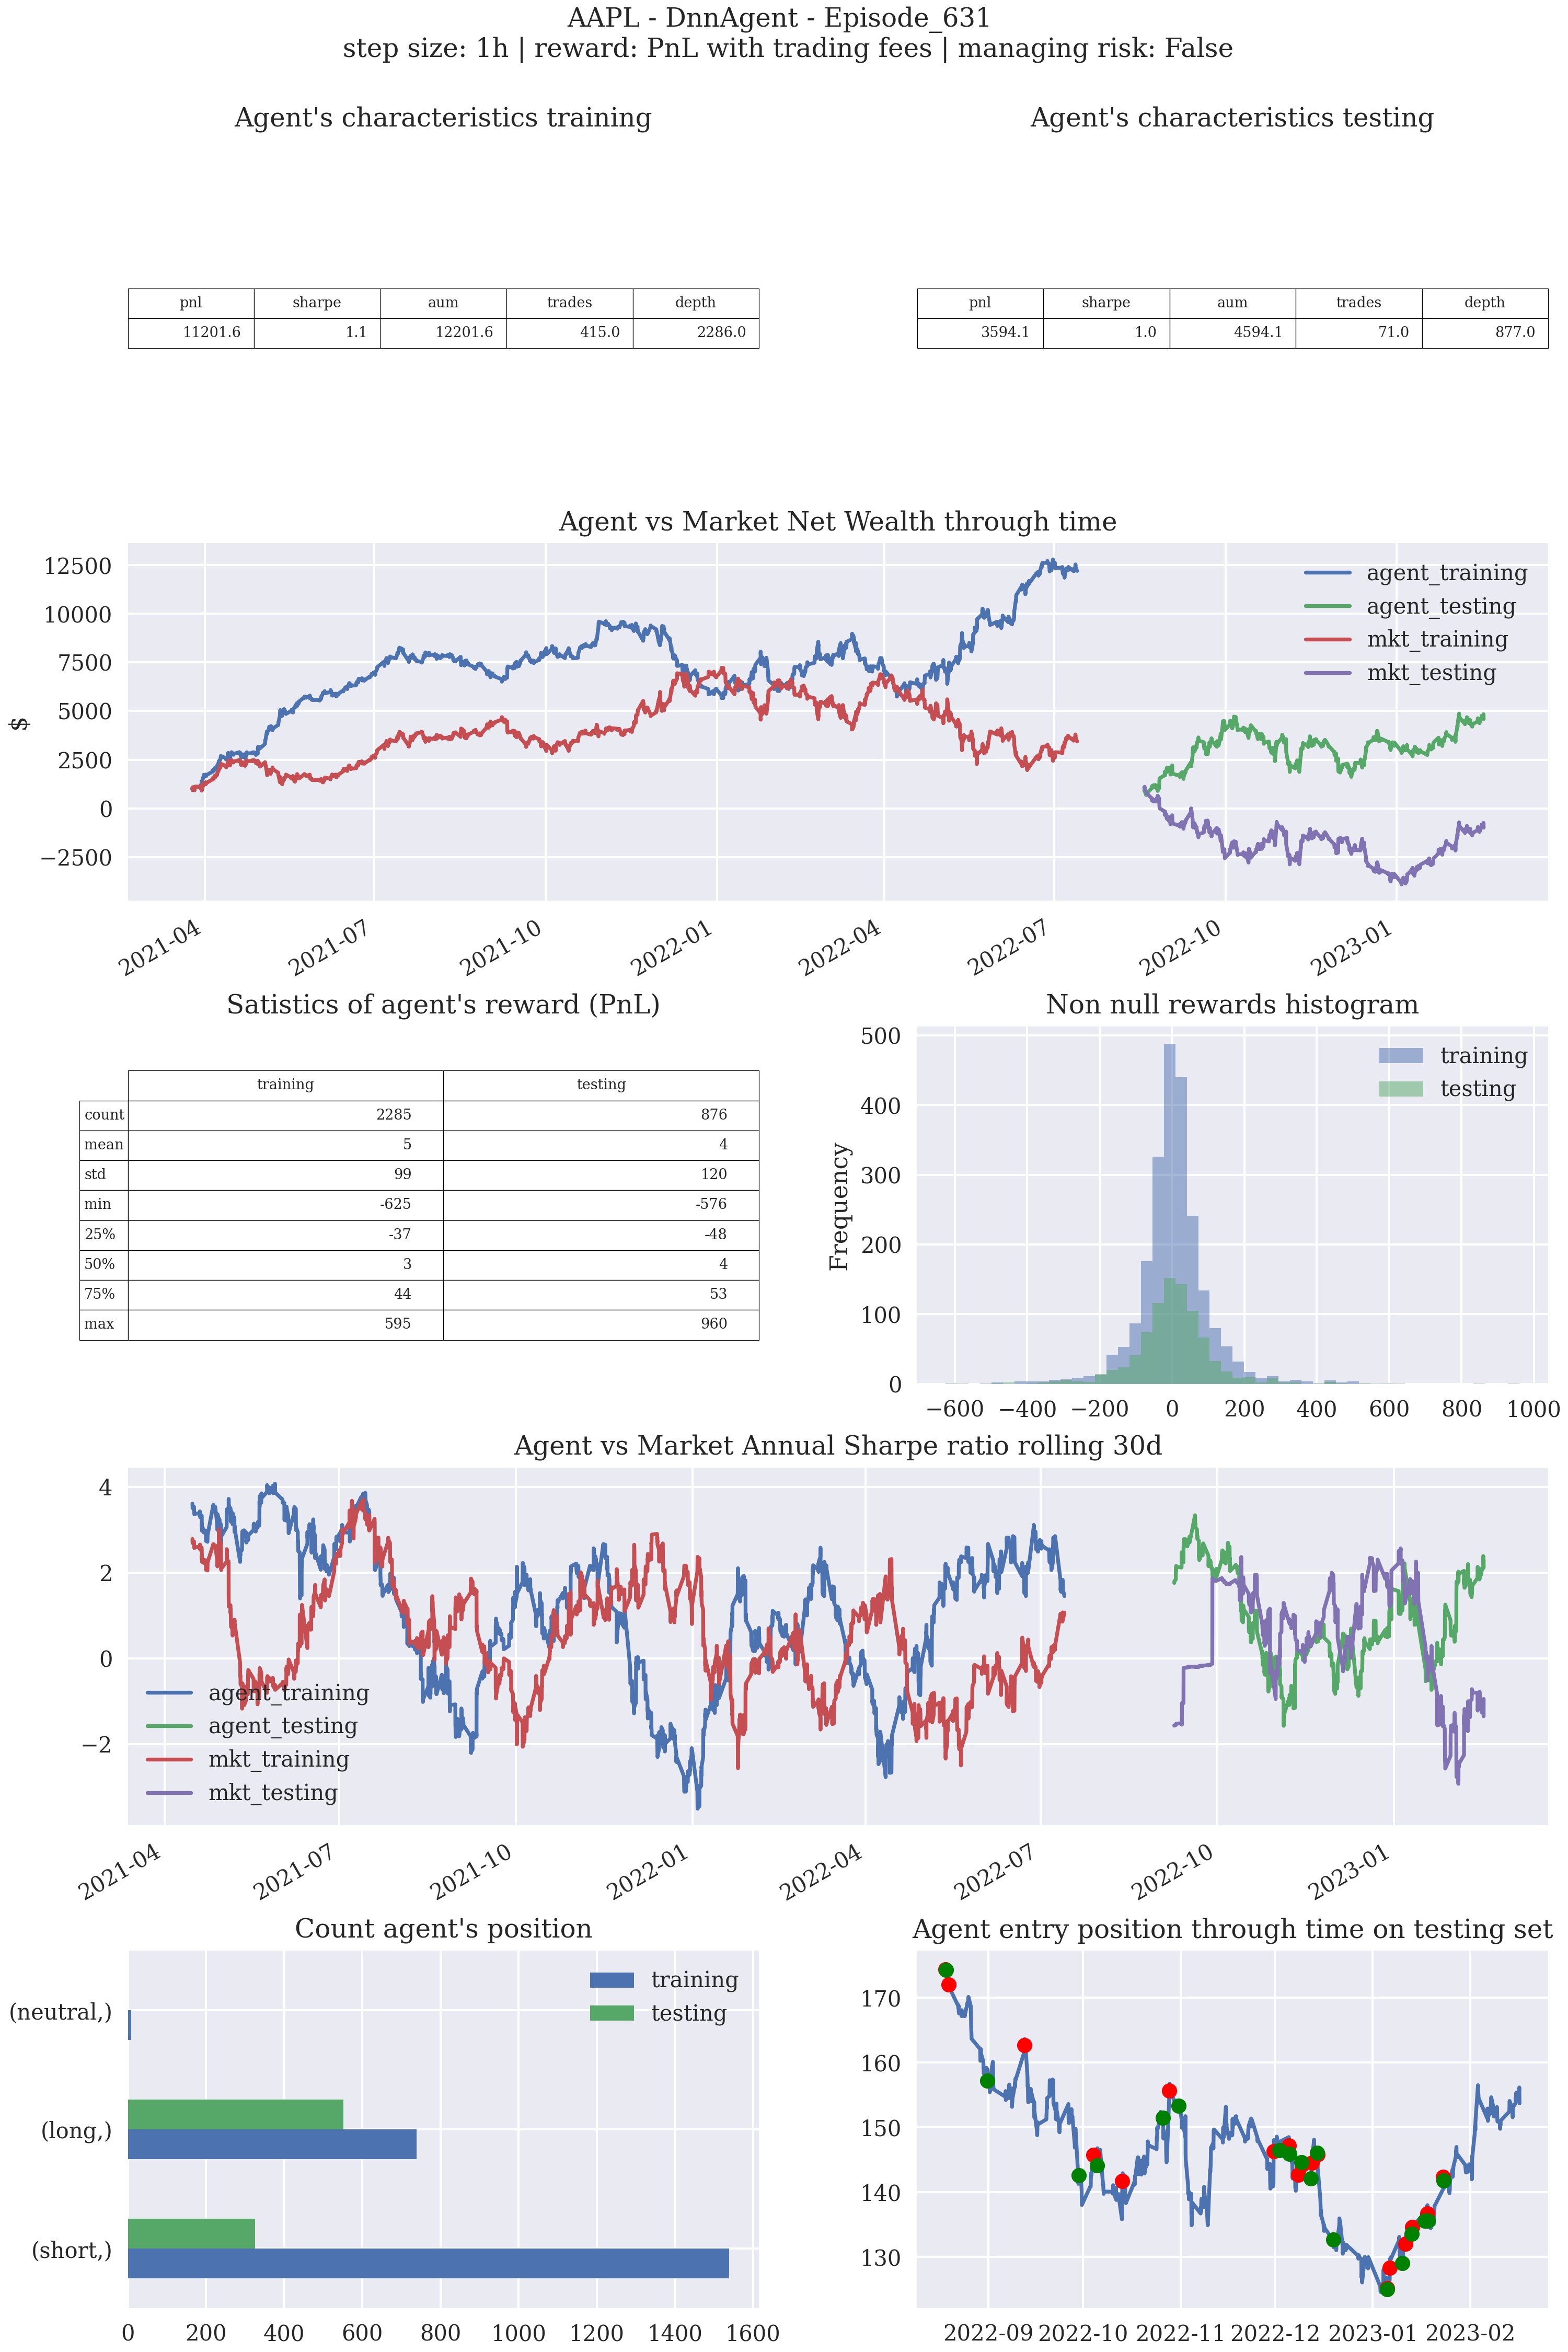 AAPL - DnnAgent - Episode_631
step size: 1h | reward: PnL with trading fees | managing risk: False
Agent's characteristics training
pnl sharpe aum trades depth
11201.6 1.1 12201.6 415.0 2286.0
Agent's characteristics testing
pnl sharpe aum trades depth
3594.1 1.0 4594.1 71.0 877.0
Agent vs Market Net Wealth through time
$
12500
10000
7500
5000
2500
0
−2500
agent_training
agent_testing
mkt_training
mkt_testing
2021-04 2021-07 2021-10 2022-01 2022-04 2022-07 2022-10 2023-01
Satistics of agent's reward (PnL)
training testing
count 2285 876
mean 5 4
std 99 120
min -625 -576
25% -37 -48
50% 3 4
75% 44 53
max 595 960
Non null rewards histogram
Frequency
500
400
300
200
100
0
training
testing
−600 −400 −200 0 200 400 600 800 1000
Agent vs Market Annual Sharpe ratio rolling 30d
4
2
0
−2
agent_training
agent_testing
mkt_training
mkt_testing
2021-04 2021-07 2021-10 2022-01 2022-04 2022-07 2022-10 2023-01
Count agent's position
training
testing
(neutral,)
(long,)
(short,)
0 200 400 600 800 1000 1200 1400 1600
Agent entry position through time on testing set
170
160
150
140
130
2022-09 2022-10 2022-11 2022-12 2023-01 2023-02